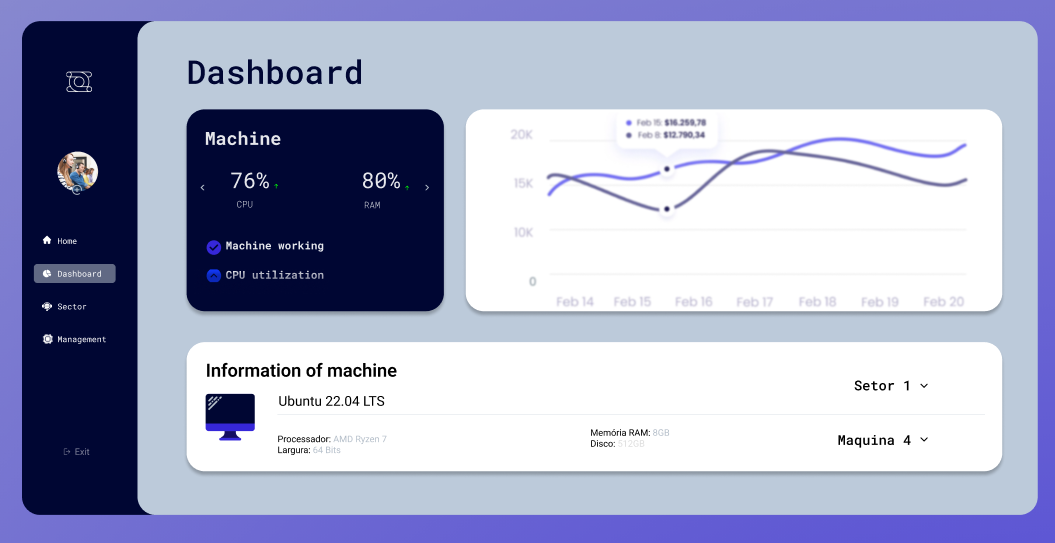 Dashboard
Home
Dashboard
Sector
Management
Exit
Machine
76%
80%
CPU
RAM
Machine working
CPU utilization
Feb 15: $16.259,78
Feb 8: $12.790,34
20K
15K
10K
0
Feb 14 Feb 15 Feb 16 Feb 17 Feb 18 Feb 19 Feb 20
Information of machine
Ubuntu 22.04 LTS
Processador: AMD Ryzen 7
Largura: 64 Bits
Memória RAM: 8GB
Disco: 512GB
Setor 1
Maquina 4